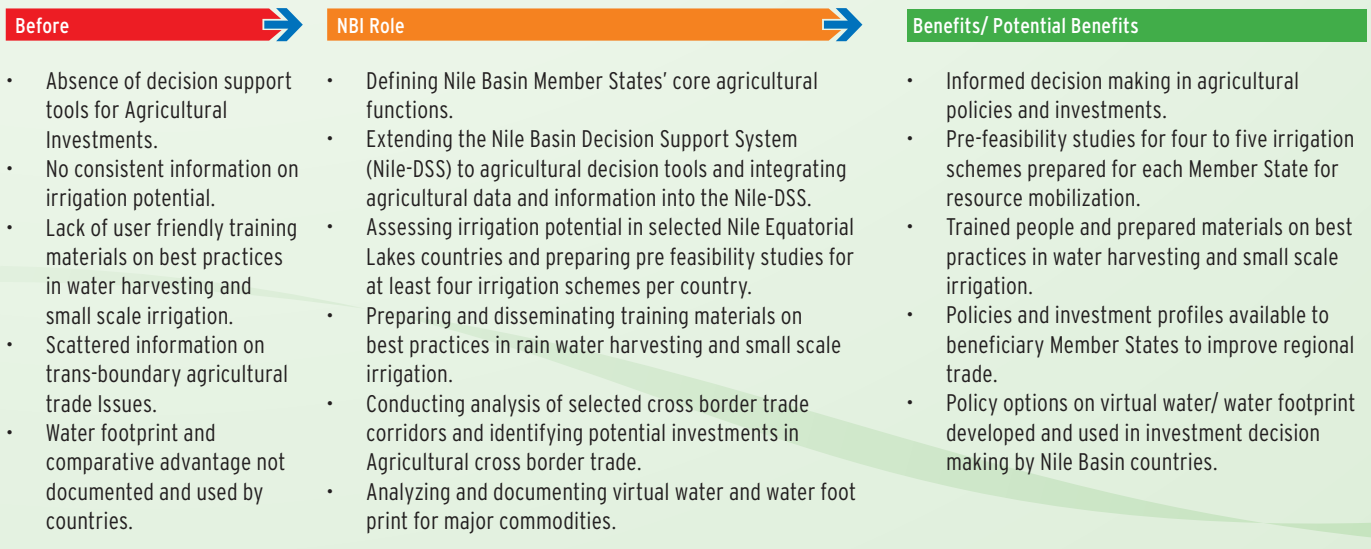 Before
• Absence of decision support
tools for Agricultural
Investments.
• No consistent information on
irrigation potential.
• Lack of user friendly training
materials on best practices
in water harvesting and
small scale irrigation.
• Scattered information on
trans-boundary agricultural
trade Issues.
• Water footprint and
comparative advantage not
documented and used by
countries.
NBI Role
• Defining Nile Basin Member States’ core agricultural
functions.
• Extending the Nile Basin Decision Support System
(Nile-DSS) to agricultural decision tools and integrating
agricultural data and information into the Nile-DSS.
• Assessing irrigation potential in selected Nile Equatorial
Lakes countries and preparing pre feasibility studies for
at least four irrigation schemes per country.
• Preparing and disseminating training materials on
best practices in rain water harvesting and small scale
irrigation.
• Conducting analysis of selected cross border trade
corridors and identifying potential investments in
Agricultural cross border trade.
• Analyzing and documenting virtual water and water foot
print for major commodities.
Benefits/ Potential Benefits
• Informed decision making in agricultural
policies and investments.
• Pre-feasibility studies for four to five irrigation
schemes prepared for each Member State for
resource mobilization.
• Trained people and prepared materials on best
practices in water harvesting and small scale
irrigation.
• Policies and investment profiles available to
beneficiary Member States to improve regional
trade.
• Policy options on virtual water/ water footprint
developed and used in investment decision
making by Nile Basin countries.